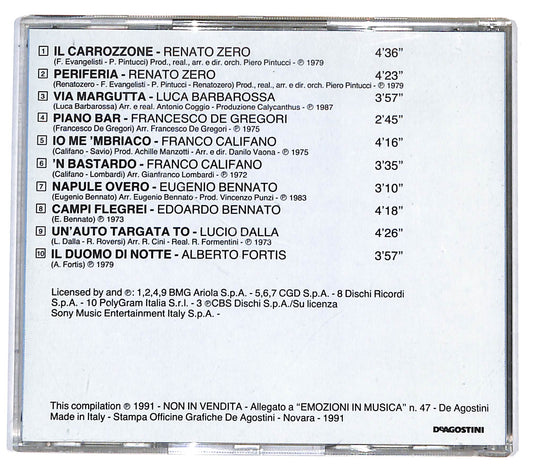 1 IL CARROZZONE - RENATO ZERO 4'36"
(F. Evangelisti - P. Pintucci) Prod., real., arr. e dir. orch. Piero Pintucci - ℗ 1979
2 PERIFERIA - RENATO ZERO 4'23"
(Renatozero - F. Evangelisti - P. Pintucci - Renatozero) Prod., real., arr. e dir. orch. Piero Pintucci - ℗ 1979
3 VIA MARGUTTA - LUCA BARBAROSSA 3'57"
(Luca Barbarossa) Arr. e real. Antonio Coggio - Produzione Calycanthus - ℗ 1987
4 PIANO BAR - FRANCESCO DE GREGORI 2'45"
(Francesco De Gregori) Arr. Francesco De Gregori - ℗ 1975
5 IO ME 'MBRIACO - FRANCO CALIFANO 4'16"
(Califano - Savio) Prod. Achille Manzotti - Arr. e dir. Danilo Vaona - ℗ 1975
6 'N BASTARDO - FRANCO CALIFANO 3'35"
(Califano - Lombardi) Arr. Gianfranco Lombardi - ℗ 1972
7 NAPULE OVERO - EUGENIO BENNATO 3'10"
(Eugenio Bennato) Arr. Eugenio Bennato - Prod. Vincenzo Punzi - ℗ 1983
8 CAMPI FLEGREI - EDOARDO BENNATO 4'18"
(E. Bennato) ℗ 1973
9 UN'AUTO TARGATA TO - LUCIO DALLA 4'26"
(L. Dalla - R. Roversi) Arr. R. Cini - Real. R. Formentini - ℗ 1973
10 IL DUOMO DI NOTTE - ALBERTO FORTIS 3'57"
(A. Fortis) ℗ 1979
Licensed by and ℗: 1,2,4,9 BMG Ariola S.p.A. - 5,6,7 CGD S.p.A. - 8 Dischi Ricordi
S.p.A. - 10 PolyGram Italia S.r.l. - 3 ℗CBS Dischi S.p.A./Su licenza
Sony Music Entertainment Italy S.p.A. -
This compilation ℗ 1991 - NON IN VENDITA - Allegato a "EMOZIONI IN MUSICA" n. 47 - De Agostini
Made in Italy - Stampa Officine Grafiche De Agostini - Novara - 1991
DEAGOSTINI